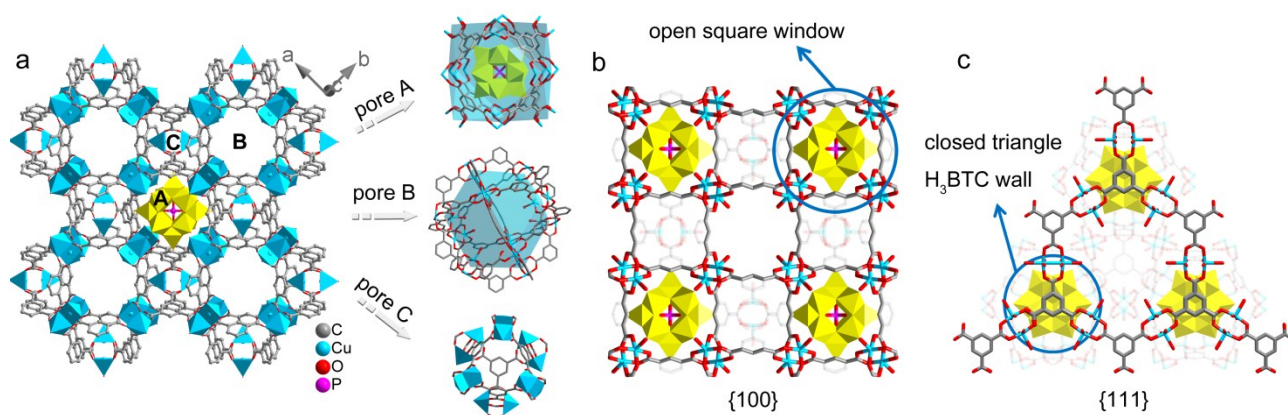 a
a
b
C
B
A
C
Cu
O
P
pore A
pore B
pore C
b
open square window
{100}
c
closed triangle
H₃BTC wall
{111}